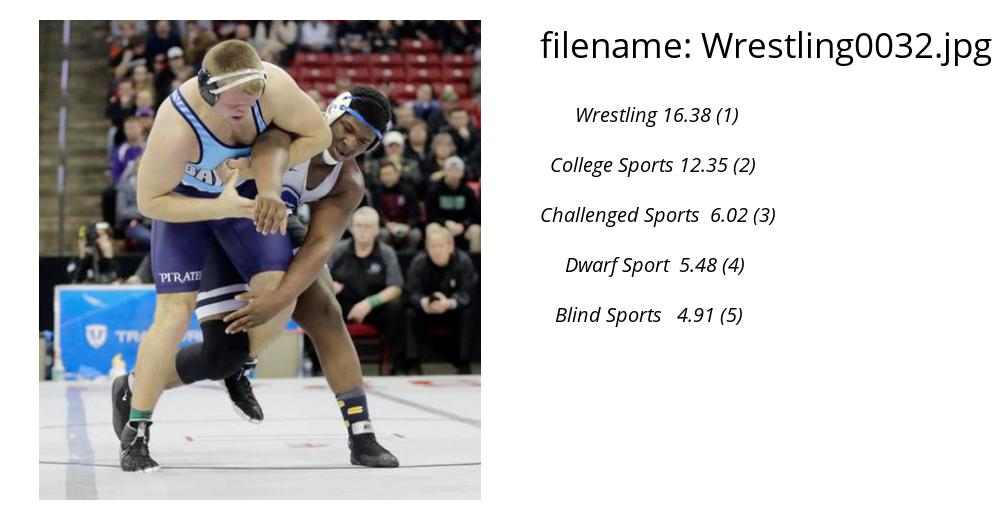 filename: Wrestling0032.jpg
Wrestling 16.38 (1)
College Sports 12.35 (2)
Challenged Sports 6.02 (3)
Dwarf Sport 5.48 (4)
Blind Sports 4.91 (5)
PIRATE